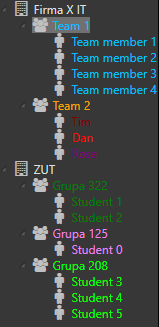 Firma X IT
Team 1
Team member 1
Team member 2
Team member 3
Team member 4
Team 2
Tim
Dan
ZUT
Grupa 322
Student 1
Student 2
Grupa 125
Student 0
Grupa 208
Student 3
Student 4
Student 5